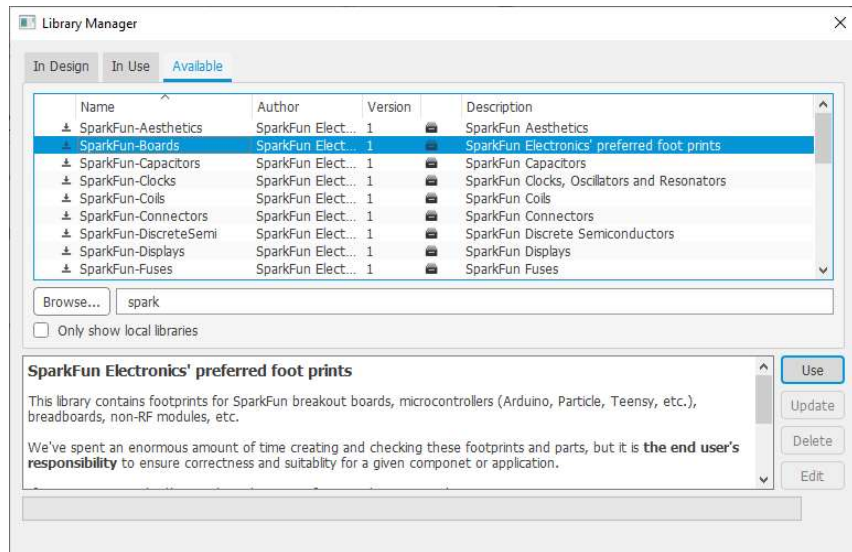 Library Manager
In Design In Use Available
Name Author Version Description
SparkFun-Aesthetics SparkFun Elect... 1 SparkFun Aesthetics
SparkFun-Boards SparkFun Elect... 1 SparkFun Electronics' preferred foot prints
SparkFun-Capacitors SparkFun Elect... 1 SparkFun Capacitors
SparkFun-Clocks SparkFun Elect... 1 SparkFun Clocks, Oscillators and Resonators
SparkFun-Coils SparkFun Elect... 1 SparkFun Coils
SparkFun-Connectors SparkFun Elect... 1 SparkFun Connectors
SparkFun-DiscreteSemi SparkFun Elect... 1 SparkFun Discrete Semiconductors
SparkFun-Displays SparkFun Elect... 1 SparkFun Displays
SparkFun-Fuses SparkFun Elect... 1 SparkFun Fuses
Browse... spark
Only show local libraries
SparkFun Electronics' preferred foot prints
This library contains footprints for SparkFun breakout boards, microcontrollers (Arduino, Particle, Teensy, etc.),
breadboards, non-RF modules, etc.
We've spent an enormous amount of time creating and checking these footprints and parts, but it is the end user's
responsibility to ensure correctness and suitablity for a given componet or application.
Use
Update
Delete
Edit